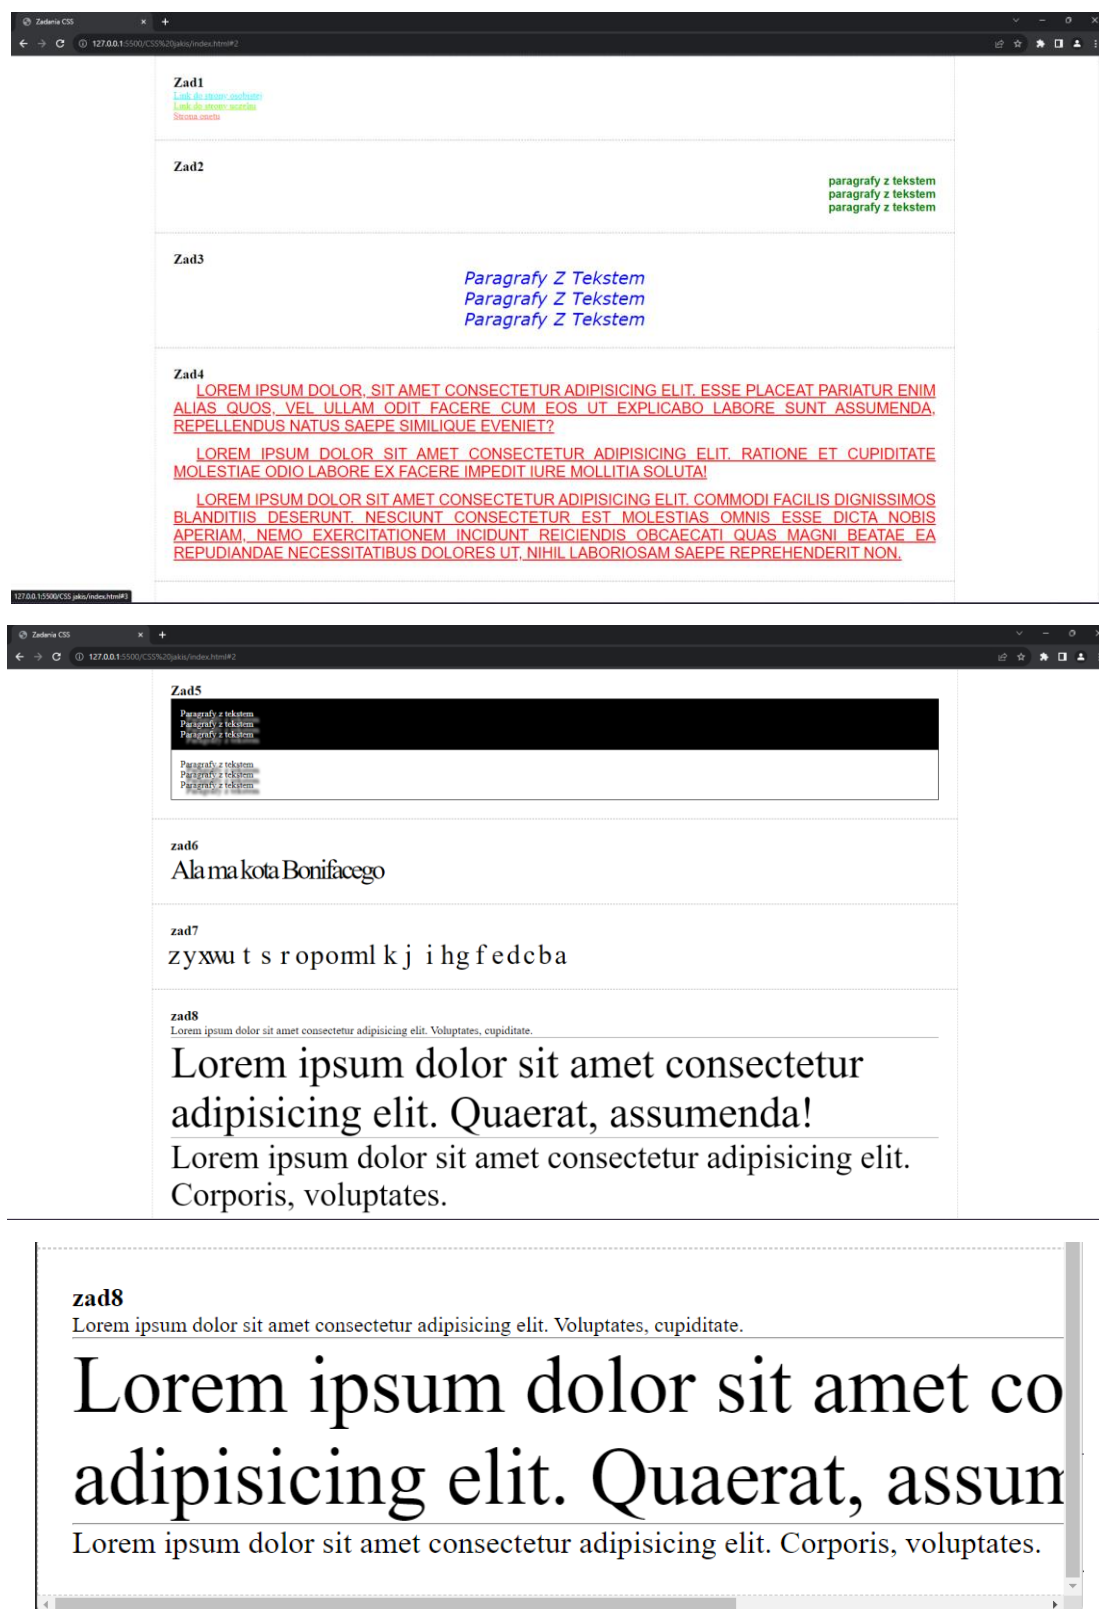 Zadania CSS
127.0.0.1:5500/CSS%20jakis/index.html#2
Zad1
Link do strony osobistej
Link do strony uczelni
Strona onetu
Zad2
paragrafy z tekstem
paragrafy z tekstem
paragrafy z tekstem
Zad3
Paragrafy Z Tekstem
Paragrafy Z Tekstem
Paragrafy Z Tekstem
Zad4
LOREM IPSUM DOLOR, SIT AMET CONSECTETUR ADIPISICING ELIT. ESSE PLACEAT PARIATUR ENIM
ALIAS QUOS, VEL ULLAM ODIT FACERE CUM EOS UT EXPLICABO LABORE SUNT ASSUMENDA,
REPELLENDUS NATUS SAEPE SIMILIQUE EVENIET?
LOREM IPSUM DOLOR SIT AMET CONSECTETUR ADIPISICING ELIT. RATIONE ET CUPIDITATE
MOLESTIAE ODIO LABORE EX FACERE IMPEDIT IURE MOLLITIA SOLUTA!
LOREM IPSUM DOLOR SIT AMET CONSECTETUR ADIPISICING ELIT. COMMODI FACILIS DIGNISSIMOS
BLANDITIIS DESERUNT. NESCIUNT CONSECTETUR EST MOLESTIAS OMNIS ESSE DICTA NOBIS
APERIAM, NEMO EXERCITATIONEM INCIDUNT REICIENDIS OBCAECATI QUAS MAGNI BEATAE EA
REPUDIANDAE NECESSITATIBUS DOLORES UT, NIHIL LABORIOSAM SAEPE REPREHENDERIT NON.
127.0.0.1:5500/CSS jakis/index.html#3
Zadania CSS
127.0.0.1:5500/CSS%20jakis/index.html#2
Zad5
Paragrafy z tekstem
Paragrafy z tekstem
Paragrafy z tekstem
Paragrafy z tekstem
Paragrafy z tekstem
Paragrafy z tekstem
zad6
Ala ma kota Bonifacego
zad7
zyxwu t s r opoml k j i hg f edcba
zad8
Lorem ipsum dolor sit amet consectetur adipisicing elit. Voluptates, cupiditate.
Lorem ipsum dolor sit amet consectetur
adipisicing elit. Quaerat, assumenda!
Lorem ipsum dolor sit amet consectetur adipisicing elit.
Corporis, voluptates.
zad8
Lorem ipsum dolor sit amet consectetur adipisicing elit. Voluptates, cupiditate.
Lorem ipsum dolor sit amet co
adipisicing elit. Quaerat, assum
Lorem ipsum dolor sit amet consectetur adipisicing elit. Corporis, voluptates.